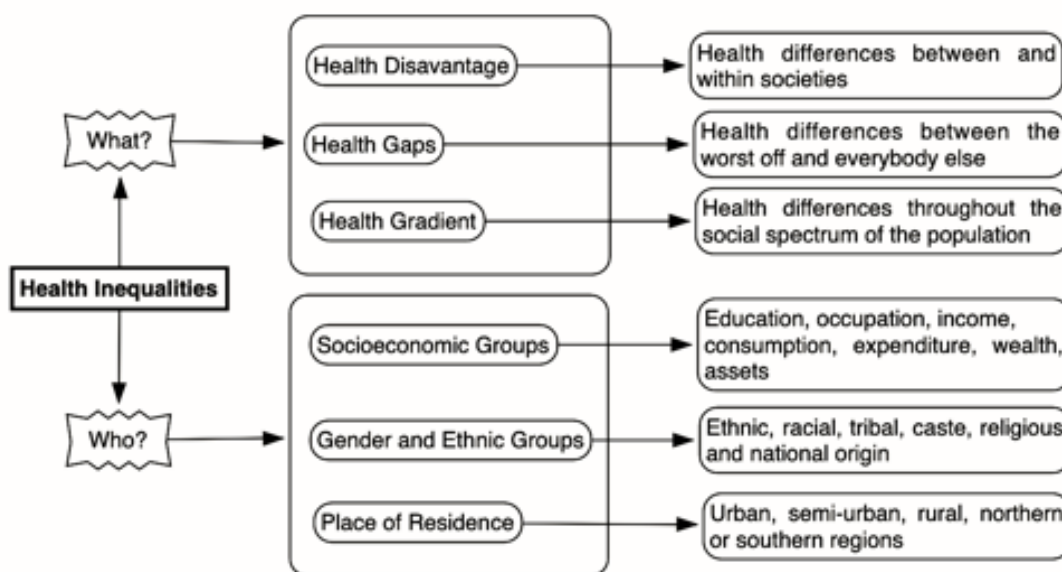 Health Disavantage
Health differences between and
within societies
What?
Health Gaps
Health differences between the
worst off and everybody else
Health Gradient
Health differences throughout the
social spectrum of the population
Health Inequalities
Socioeconomic Groups
Education, occupation, income,
consumption, expenditure, wealth,
assets
Who?
Gender and Ethnic Groups
Ethnic, racial, tribal, caste, religious
and national origin
Place of Residence
Urban, semi-urban, rural, northern
or southern regions